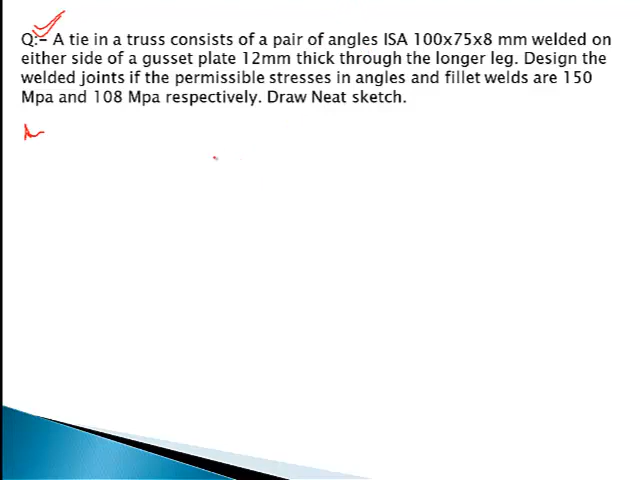 Q:- A tie in a truss consists of a pair of angles ISA 100x75x8 mm welded on
either side of a gusset plate 12mm thick through the longer leg. Design the
welded joints if the permissible stresses in angles and fillet welds are 150
Mpa and 108 Mpa respectively. Draw Neat sketch.